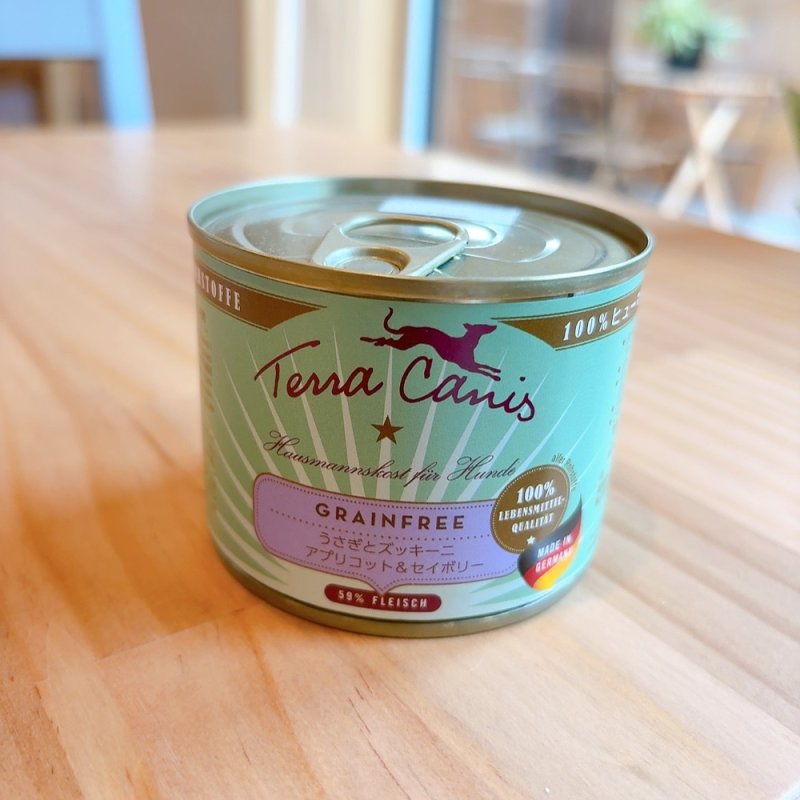 RSTOFFE
100%ヒュー
Terra Canis
Hausmannskost für Hunde
GRAINFREE
うさぎとズッキーニ
アプリコット＆セイボリー
59% FLEISCH
100%
LEBENSMITTEL-
QUALITÄT
MADE IN
GERMANY